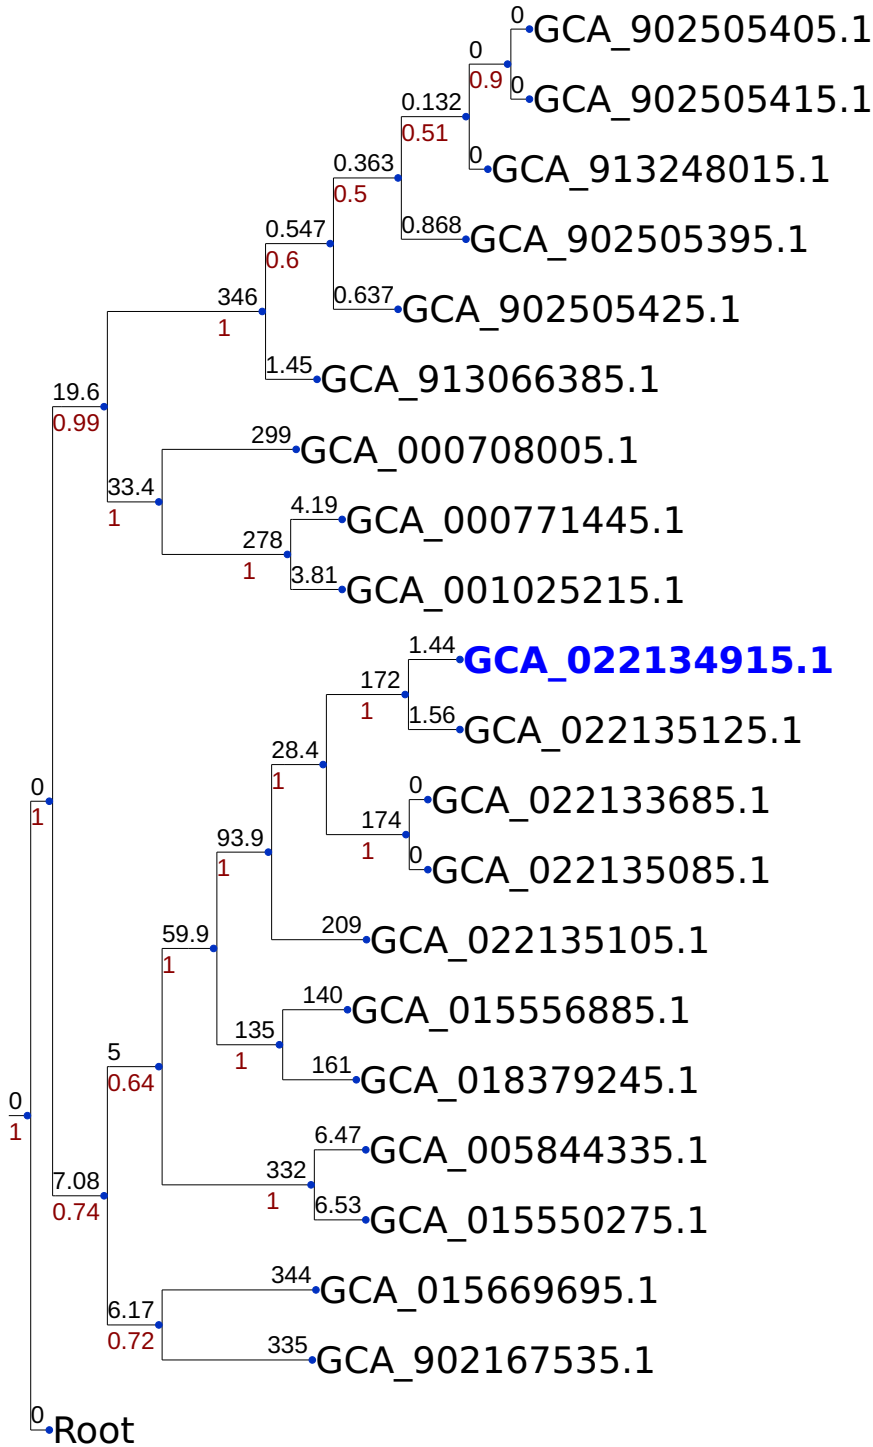 0
GCA_902505405.1
0
0.9
0
GCA_902505415.1
0.132
0.51
0
GCA_913248015.1
0.363
0.5
0.868
GCA_902505395.1
0.547
0.6
0.637
GCA_902505425.1
346
1
1.45
GCA_913066385.1
19.6
0.99
299
GCA_000708005.1
33.4
1
4.19
GCA_000771445.1
278
1
3.81
GCA_001025215.1
1.44
GCA_022134915.1
172
1
1.56
GCA_022135125.1
28.4
1
0
GCA_022133685.1
0
1
174
1
0
GCA_022135085.1
93.9
1
209
GCA_022135105.1
59.9
1
140
GCA_015556885.1
135
1
161
GCA_018379245.1
5
0.64
0
1
6.47
GCA_005844335.1
332
1
7.08
0.74
6.53
GCA_015550275.1
344
GCA_015669695.1
6.17
0.72
335
GCA_902167535.1
0
Root